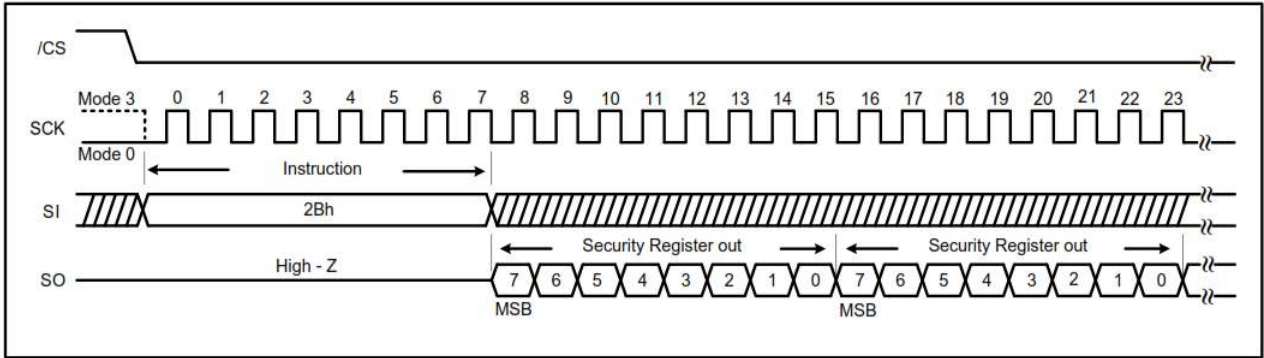 /CS
Mode 3 0 1 2 3 4 5 6 7 8 9 10 11 12 13 14 15 16 17 18 19 20 21 22 23
SCK
Mode 0
Instruction
SI 2Bh
Security Register out Security Register out
High - Z
SO 7 6 5 4 3 2 1 0 7 6 5 4 3 2 1 0
MSB MSB